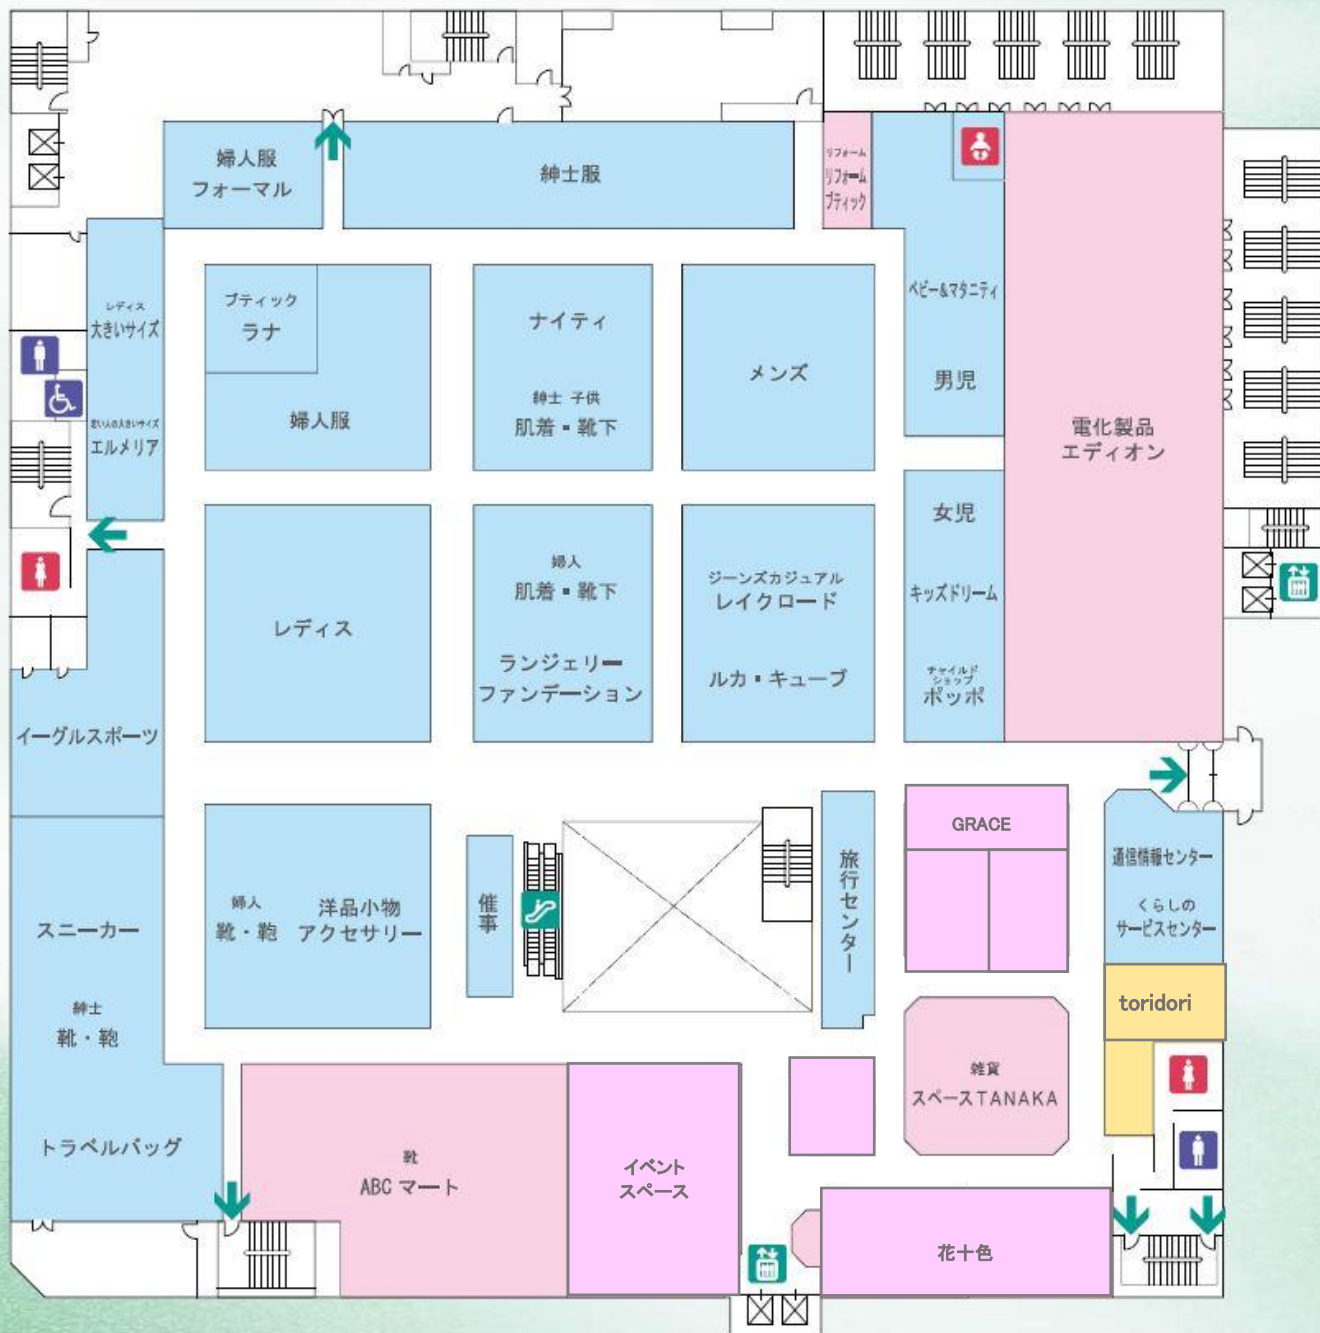 婦人服
フォーマル
紳士服
リフォーム
リフォーム
ブティック
レディス
大きいサイズ
エルメリア
ブティック
ラナ
婦人服
ナイティ
紳士 子供
肌着・靴下
メンズ
ベビー&マタニティ
男児
電化製品
エディオン
レディス
婦人
肌着・靴下
ランジェリー
ファンデーション
ジーンズカジュアル
レイクロード
ルカ・キューブ
女児
キッズドリーム
チャイルド
ショップ
ポッポ
イーグルスポーツ
スニーカー
紳士
靴・鞄
トラベルバッグ
婦人
靴・鞄
洋品小物
アクセサリー
催事
旅行センター
GRACE
通信情報センター
くらしの
サービスセンター
toridori
雑貨
スペースTANAKA
靴
ABC マート
イベント
スペース
花十色